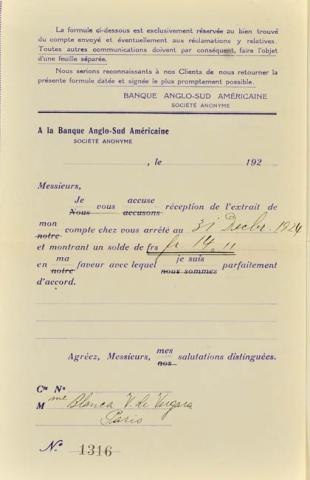 La formule ci-dessous est exclusivement réservée au bien trouvé
du compte envoyé et éventuellement aux réclamations y relatives.
Toutes autres communications doivent par conséquent, faire l'objet
d'une feuille séparée.
Nous serions reconnaissants à nos Clients de nous retourner la
présente formule datée et signée le plus promptement possible.
BANQUE ANGLO-SUD AMÉRICAINE
SOCIÉTÉ ANONYME
A la Banque Anglo-Sud Américaine
SOCIÉTÉ ANONYME
, le 192
Messieurs,
Je vous accuse
Nous accusons réception de l'extrait de
mon
notre compte chez vous arrêté au 31 Decbr. 1924
et montrant un solde de frs fr. 14.11
en ma faveur avec lequel je suis parfaitement
notre nous sommes
d'accord.
Agréez, Messieurs, mes salutations distinguées.
nos
Cte No
M me Blanca V. de Vergara
Paris
No 1316